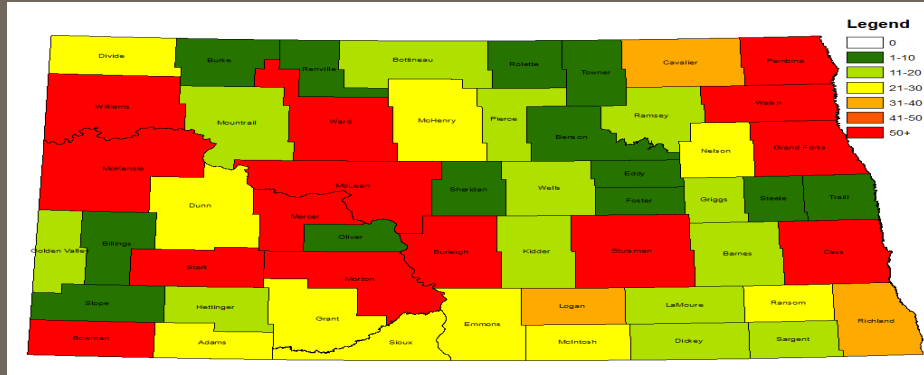 Legend
0
1-10
11-20
21-30
31-40
41-50
50+
Divide
Burke
Renville
Bottineau
Rolette
Towner
Cavalier
Pembina
Williams
Mountrail
Ward
McHenry
Pierce
Benson
Ramsey
Walsh
Nelson
Grand Forks
McKenzie
Dunn
McLean
Mercer
Oliver
Sheridan
Wells
Eddy
Foster
Griggs
Steele
Traill
Golden Valley
Billings
Stark
Morton
Burleigh
Kidder
Stutsman
Barnes
Cass
Slope
Hettinger
Grant
Emmons
Logan
LaMoure
Ransom
Richland
Bowman
Adams
Sioux
McIntosh
Dickey
Sargent